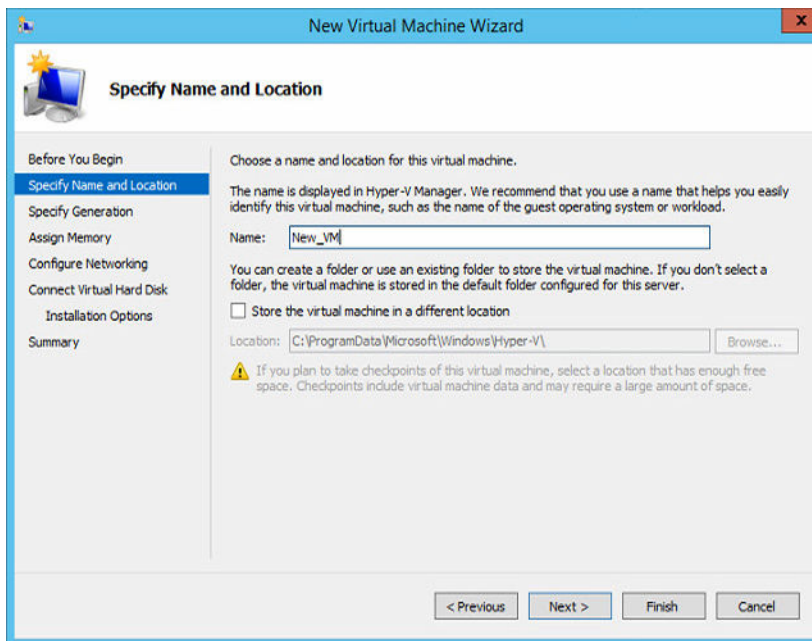 New Virtual Machine Wizard
x
Specify Name and Location
Before You Begin
Specify Name and Location
Specify Generation
Assign Memory
Configure Networking
Connect Virtual Hard Disk
Installation Options
Summary
Choose a name and location for this virtual machine.
The name is displayed in Hyper-V Manager. We recommend that you use a name that helps you easily
identify this virtual machine, such as the name of the guest operating system or workload.
Name: New_VM
You can create a folder or use an existing folder to store the virtual machine. If you don't select a
folder, the virtual machine is stored in the default folder configured for this server.
Store the virtual machine in a different location
Location: C:\ProgramData\Microsoft\Windows\Hyper-V\ Browse...
If you plan to take checkpoints of this virtual machine, select a location that has enough free
space. Checkpoints include virtual machine data and may require a large amount of space.
< Previous Next > Finish Cancel